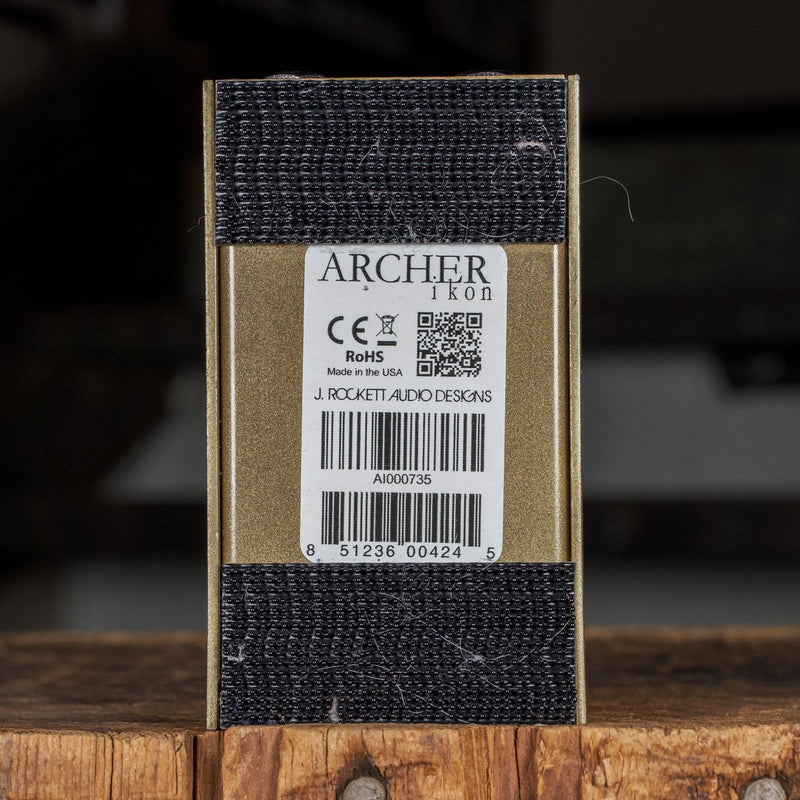 ARCHER
ikon
CE
RoHS
Made in the USA
J. ROCKETT AUDIO DESIGNS
AI000735
8 51236 00424 5